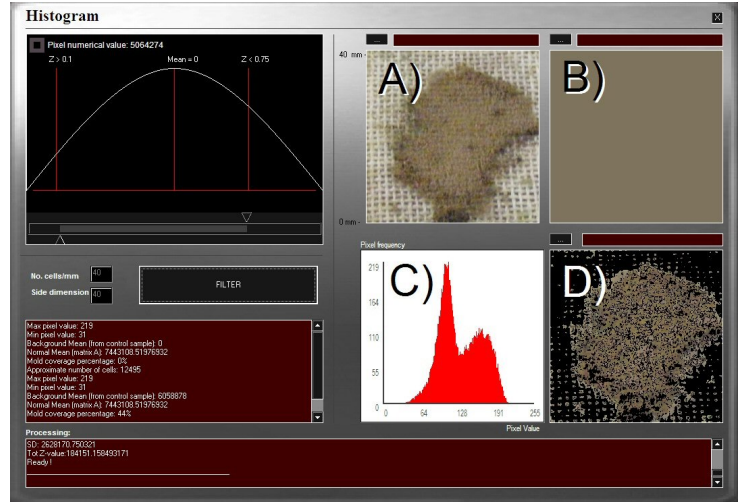 Histogram
X
Pixel numerical value: 5064274
Z > 0.1
Mean = 0
Z < 0.75
No. cells/mm
40
Side dimension
40
FILTER
Max pixel value: 219
Min pixel value: 31
Background Mean (from control sample): 0
Normal Mean (matrix A): 7443108.51976932
Mold coverage percentage: 0%
Approximate number of cells: 12495
Max pixel value: 219
Min pixel value: 31
Background Mean (from control sample): 6058878
Normal Mean (matrix A): 7443108.51976932
Mold coverage percentage: 44%
Processing:
SD: 2628170.750321
Tot Z-value:184151.158493171
Ready !
...
40 mm -
0 mm -
A)
...
B)
Pixel frequency
219
164
110
55
0
0
64
128
191
255
Pixel Value
C)
...
D)